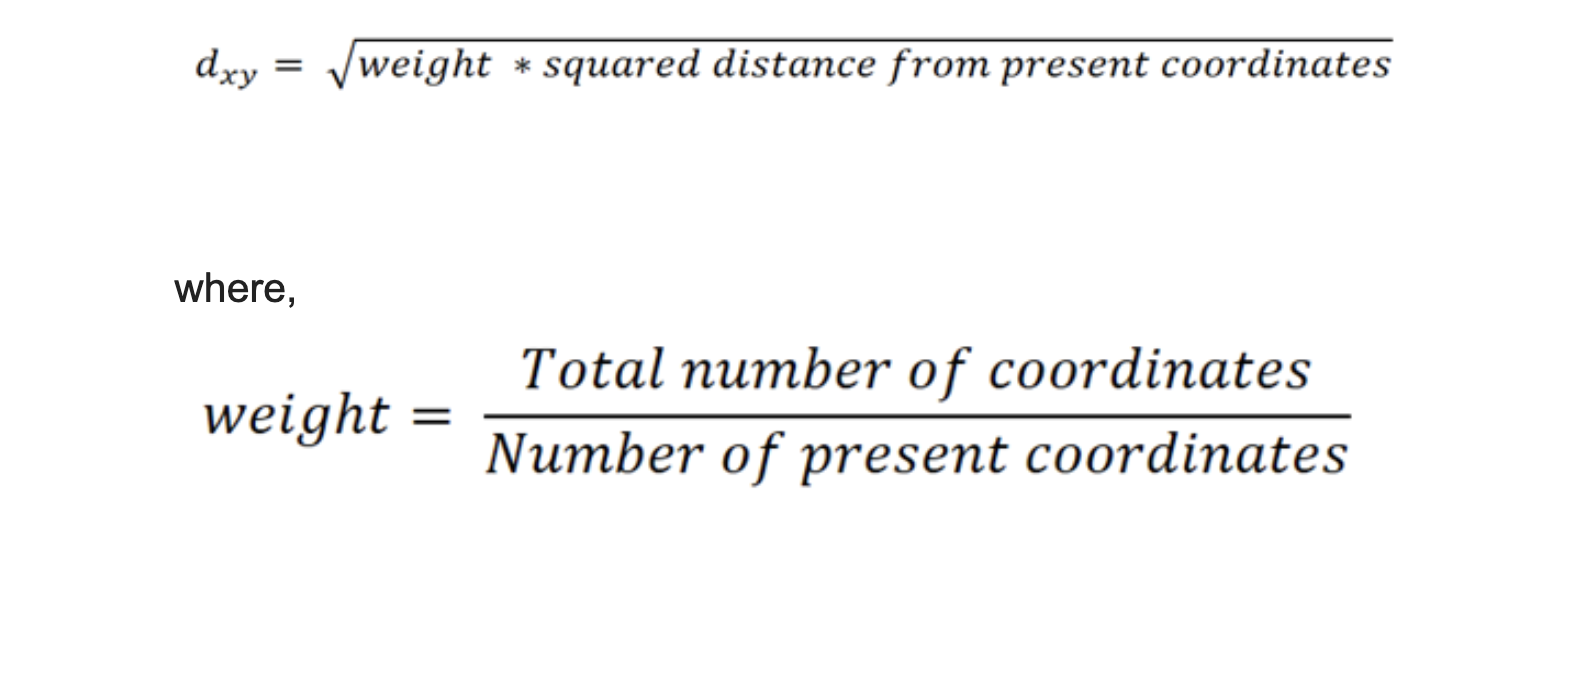 d_xy = √weight * squared distance from present coordinates
where,
weight = Total number of coordinates
Number of present coordinates